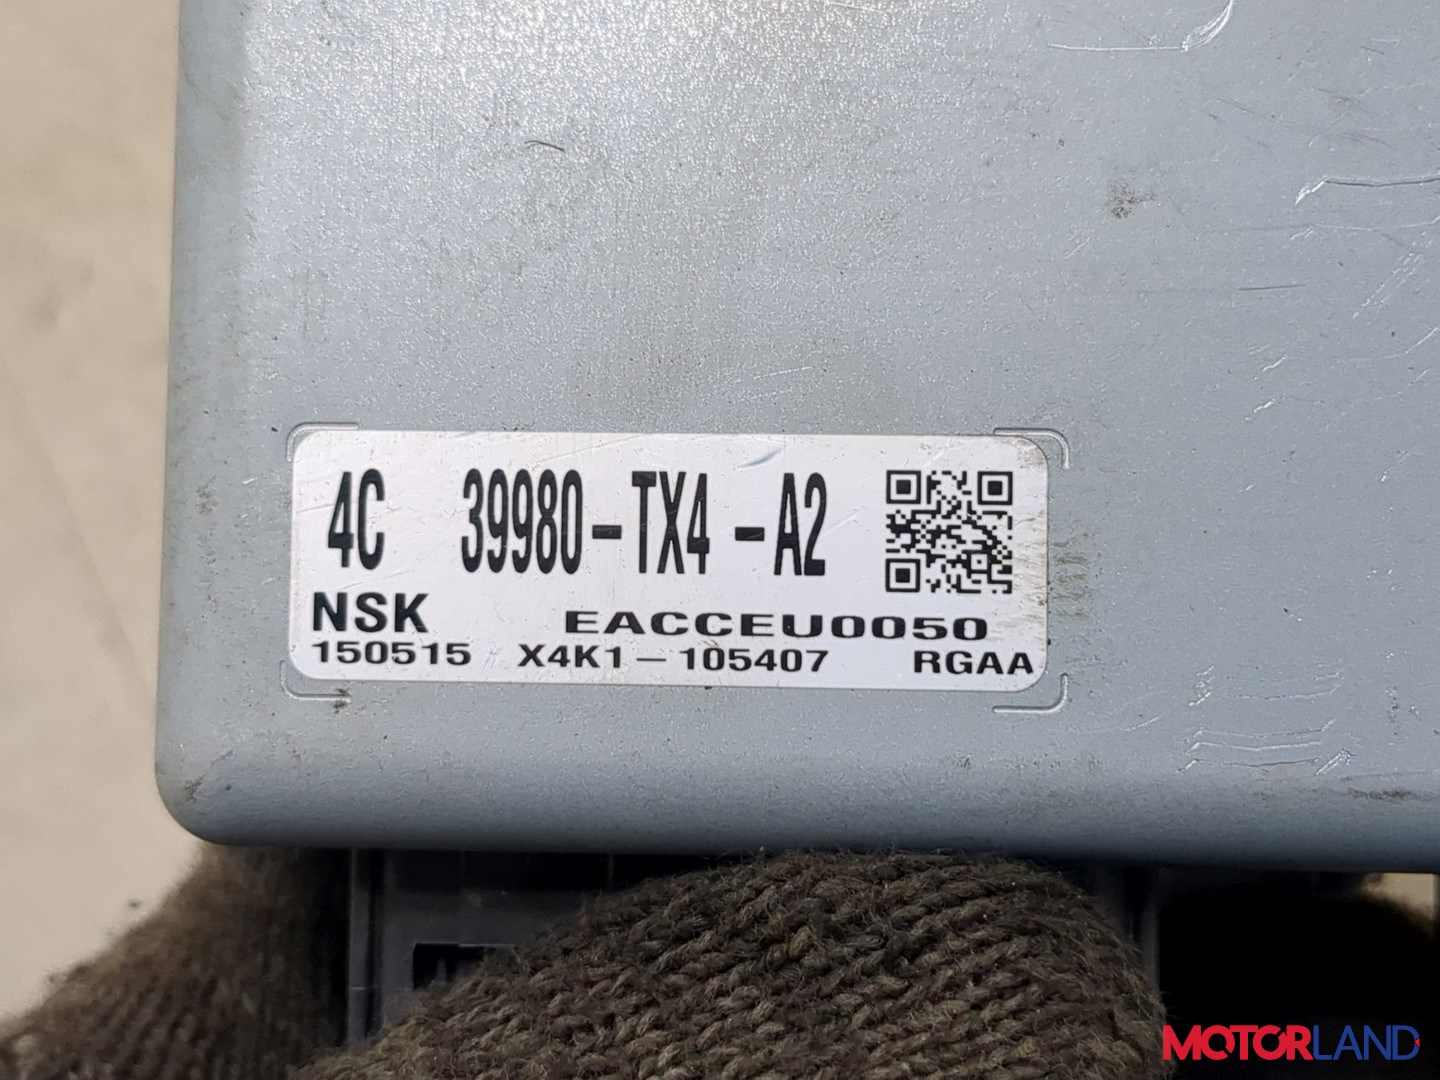 4C 39980-TX4-A2
NSK EACCEU0050
150515 X4K1-105407 RGAA
MOTORLAND